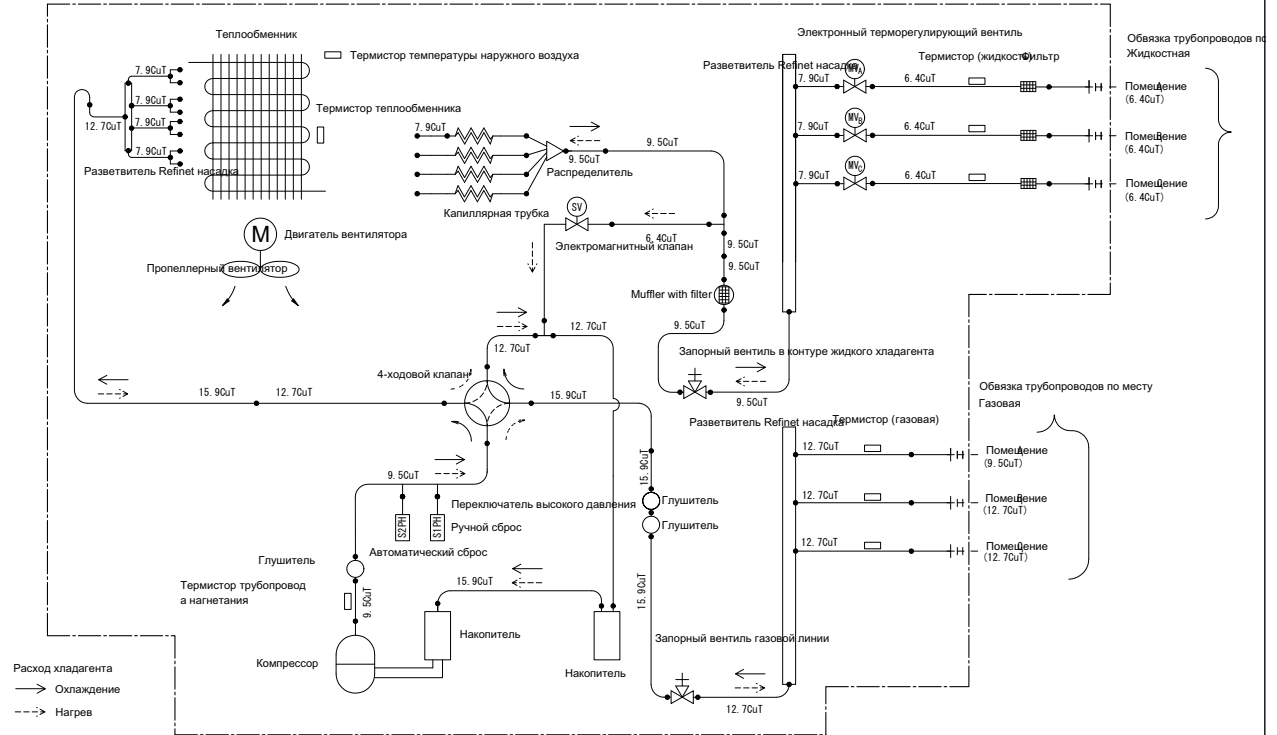 Теплообменник
Электронный терморегулирующий вентиль
Обвязка трубопроводов по
Жидкостная
Термистор температуры наружного воздуха
Разветвитель Refinet насадка
Термистор (жидкость)
Фильтр
7.9CuT
7.9CuT
7.9CuT
7.9CuT
12.7CuT
Разветвитель Refinet насадка
Термистор теплообменника
7.9CuT
9.5CuT
9.5CuT
Распределитель
Капиллярная трубка
MVA
7.9CuT
6.4CuT
Помещение A
(6.4CuT)
MVB
7.9CuT
6.4CuT
Помещение B
(6.4CuT)
MVC
7.9CuT
6.4CuT
Помещение C
(6.4CuT)
SV
6.4CuT
Электромагнитный клапан
9.5CuT
9.5CuT
M
Двигатель вентилятора
Пропеллерный вентилятор
Muffler with filter
9.5CuT
12.7CuT
12.7CuT
Запорный вентиль в контуре жидкого хладагента
9.5CuT
4-ходовой клапан
15.9CuT
12.7CuT
15.9CuT
Обвязка трубопроводов по месту
Газовая
Разветвитель Refinet насадка
Термистор (газовая)
12.7CuT
Помещение A
(9.5CuT)
12.7CuT
Помещение B
(12.7CuT)
12.7CuT
Помещение C
(12.7CuT)
9.5CuT
15.9CuT
Переключатель высокого давления
Глушитель
S2PH
S1PH
Ручной сброс
Глушитель
Автоматический сброс
Глушитель
Термистор трубопровод
а нагнетания
9.5CuT
15.9CuT
15.9CuT
Компрессор
Накопитель
Накопитель
Запорный вентиль газовой линии
12.7CuT
Расход хладагента
Охлаждение
Нагрев